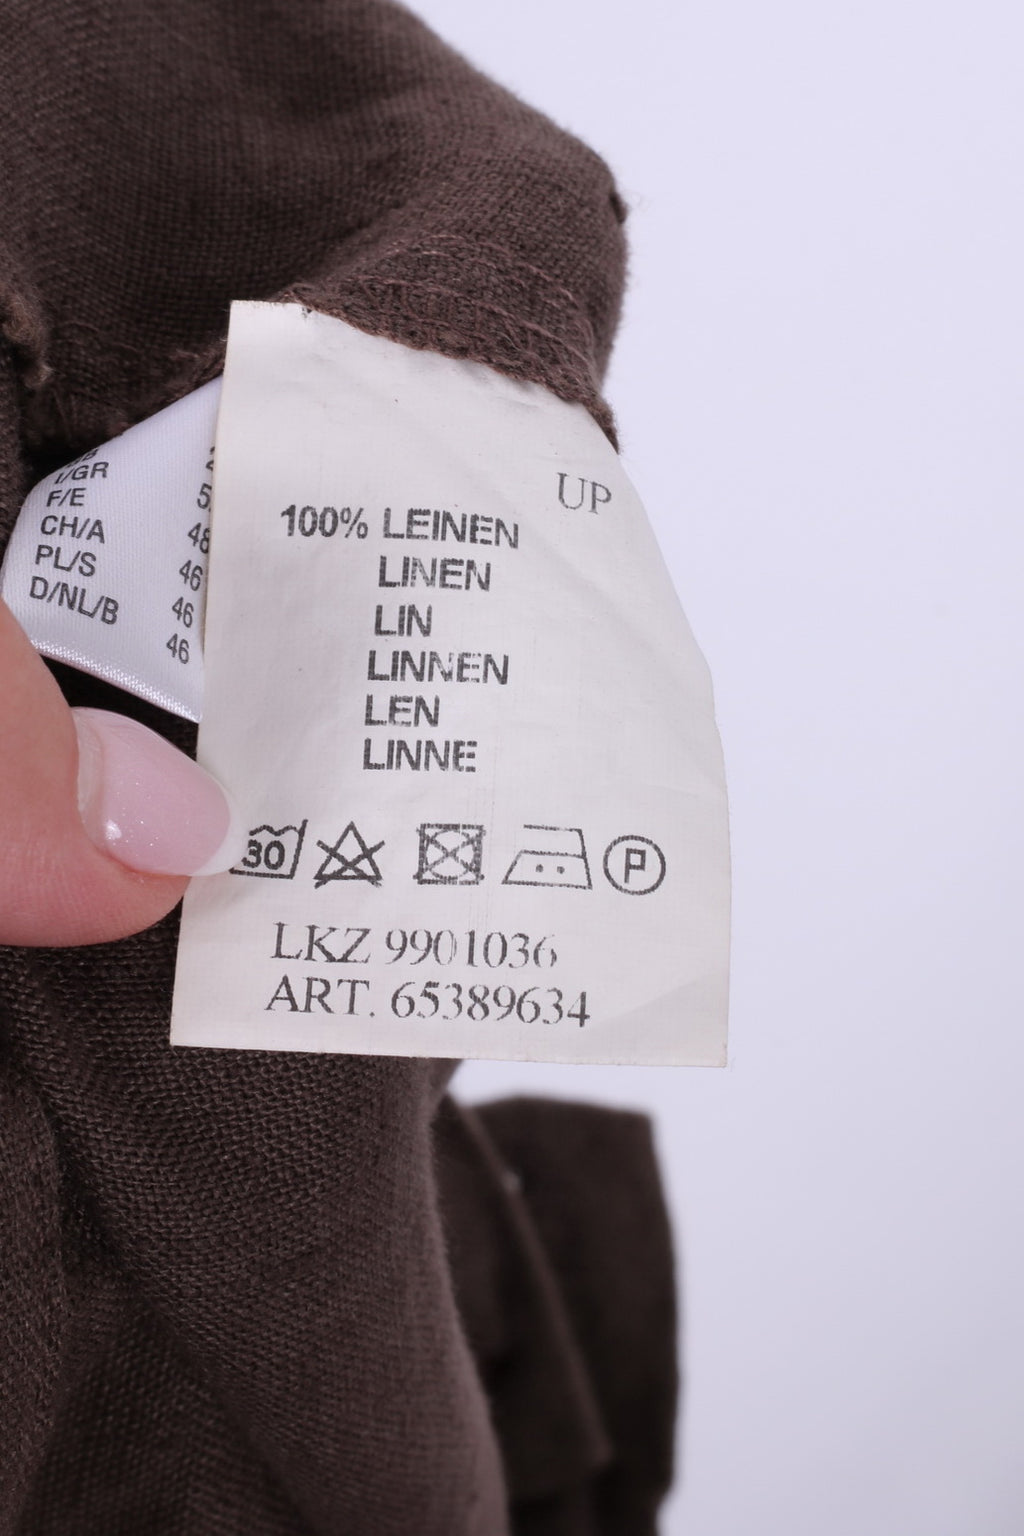 I/GR
F/E
CH/A 48
PL/S 46
D/NL/B 46
46
UP
100% LEINEN
LINEN
LIN
LINNEN
LEN
LINNE
30
P
LKZ 9901036
ART. 65389634